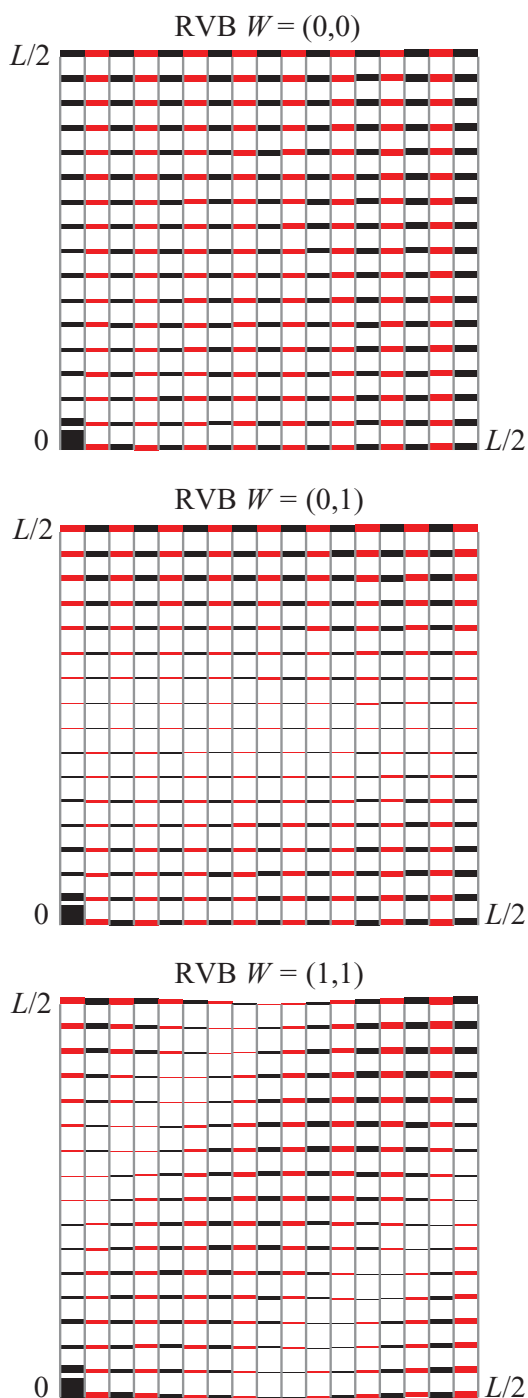 RVB W = (0,0)
L/2
0
L/2
RVB W = (0,1)
L/2
0
L/2
RVB W = (1,1)
L/2
0
L/2